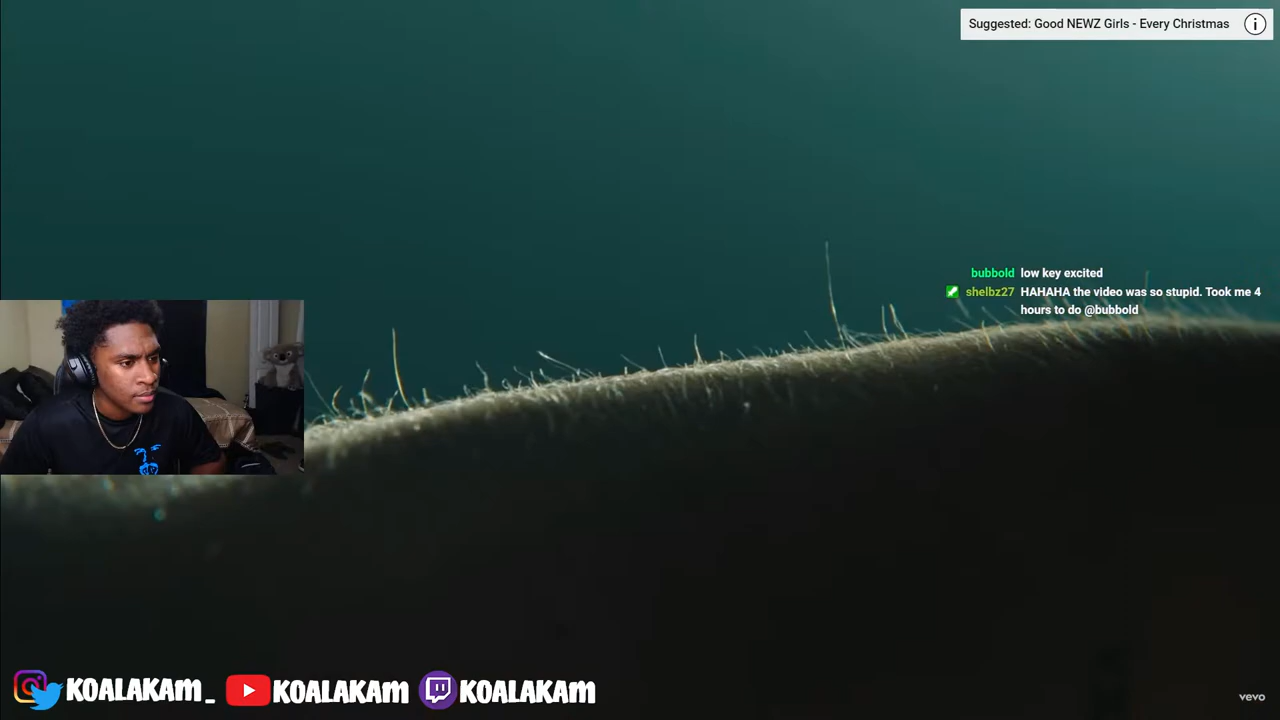 Suggested: Good NEWZ Girls - Every Christmas
bubbold low key excited
shelbz27 HAHAHA the video was so stupid. Took me 4
hours to do @bubbold
KOALAKAM_ KOALAKAM KOALAKAM
vevo